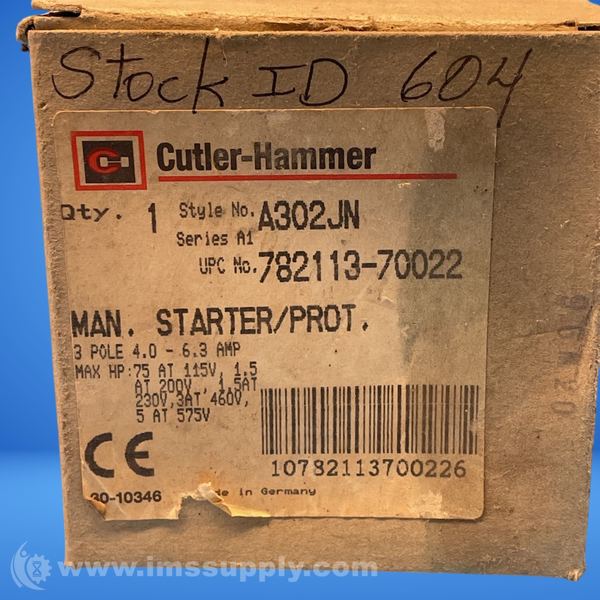 Stock ID 604
Cutler-Hammer
Qty. 1 Style No. A302JN
Series A1
UPC No. 782113-70022
MAN. STARTER/PROT.
3 POLE 4.0 - 6.3 AMP
MAX HP:75 AT 115V, 1.5
AT 200V, 1.5AT
230V,3AT 460V,
5 AT 575V
CE
10782113700226
30-10346
de in Germany
www.imssupply.com